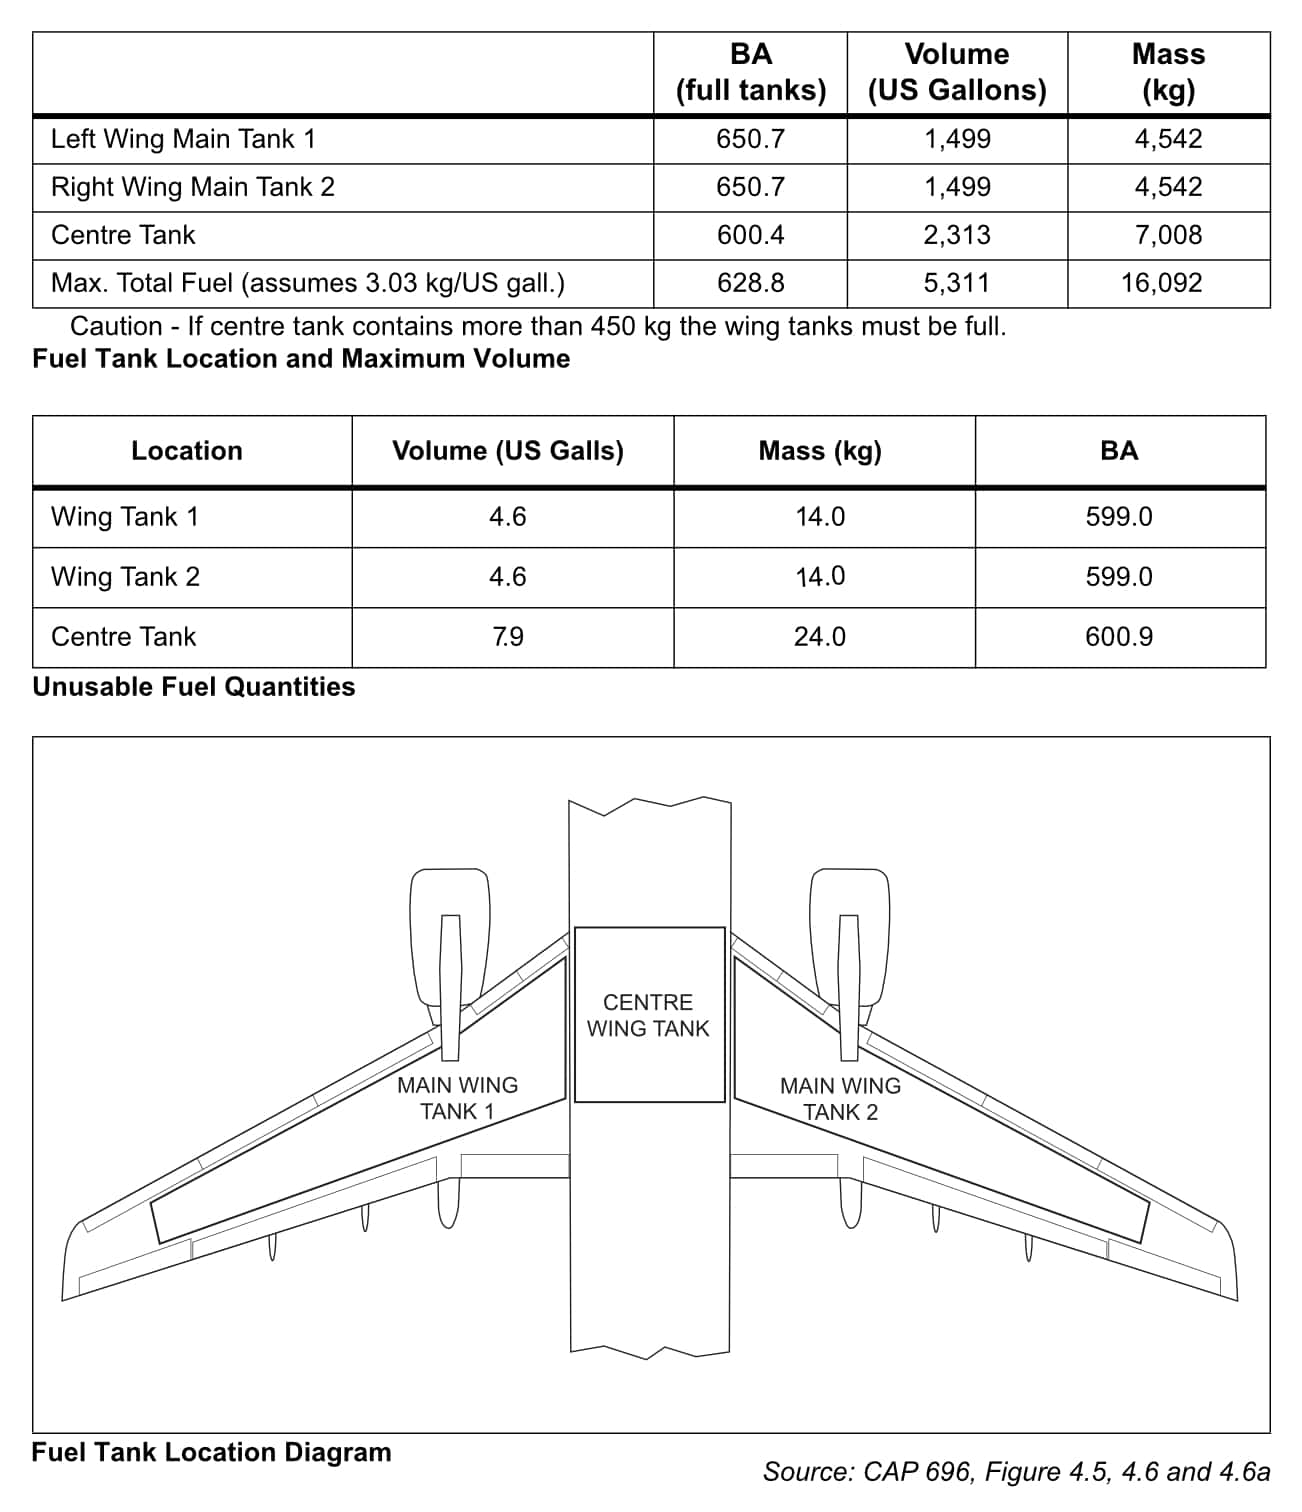 BA (full tanks) Volume (US Gallons) Mass (kg)
Left Wing Main Tank 1 650.7 1,499 4,542
Right Wing Main Tank 2 650.7 1,499 4,542
Centre Tank 600.4 2,313 7,008
Max. Total Fuel (assumes 3.03 kg/US gall.) 628.8 5,311 16,092
Caution - If centre tank contains more than 450 kg the wing tanks must be full.
Fuel Tank Location and Maximum Volume
Location Volume (US Galls) Mass (kg) BA
Wing Tank 1 4.6 14.0 599.0
Wing Tank 2 4.6 14.0 599.0
Centre Tank 7.9 24.0 600.9
Unusable Fuel Quantities
CENTRE
WING TANK
MAIN WING
TANK 1
MAIN WING
TANK 2
Fuel Tank Location Diagram
Source: CAP 696, Figure 4.5, 4.6 and 4.6a